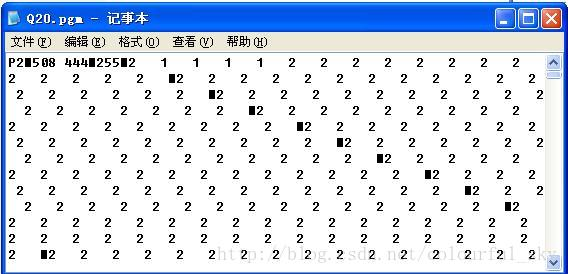 Q20.pgm - 记事本
文件(F) 编辑(E) 格式(O) 查看(V) 帮助(H)
P2■508 444■255■2 1 1 1 1 2 2 2 2 2 2 2 2
2 2 2 2 2 ■2 2 2 2 2 2 2 2 2 2 2 2
2 2 2 2 2 2 ■2 2 2 2 2 2 2 2 2 2 2
2 2 2 2 2 2 2 ■2 2 2 2 2 2 2 2 2
2 2 2 2 2 2 2 2 2 ■2 2 2 2 2 2 2 2
2 2 2 2 2 2 2 2 2 2 ■2 2 2 2 2 2 2
2 2 2 2 2 2 2 2 2 2 2 ■2 2 2 2 2
2 2 2 2 2 2 2 2 2 2 2 2 2 ■2 2 2 2
2 2 2 2 2 2 2 2 2 2 2 2 2 2 ■2 2 2
2 2 2 2 2 2 2 2 2 2 2 2 2 2 2 ■2
2 2 2 2 2 2 2 2 2 2 2 2 2 2 2 2 2
2 2 2 2 2 2 2 2 2 2 2 2 2 2 2 2 2
2 ■2 2 2 2 2 2 2 2 2 2 2 2 2 2 2 2
http://blog.csdn.net/colourful_sky